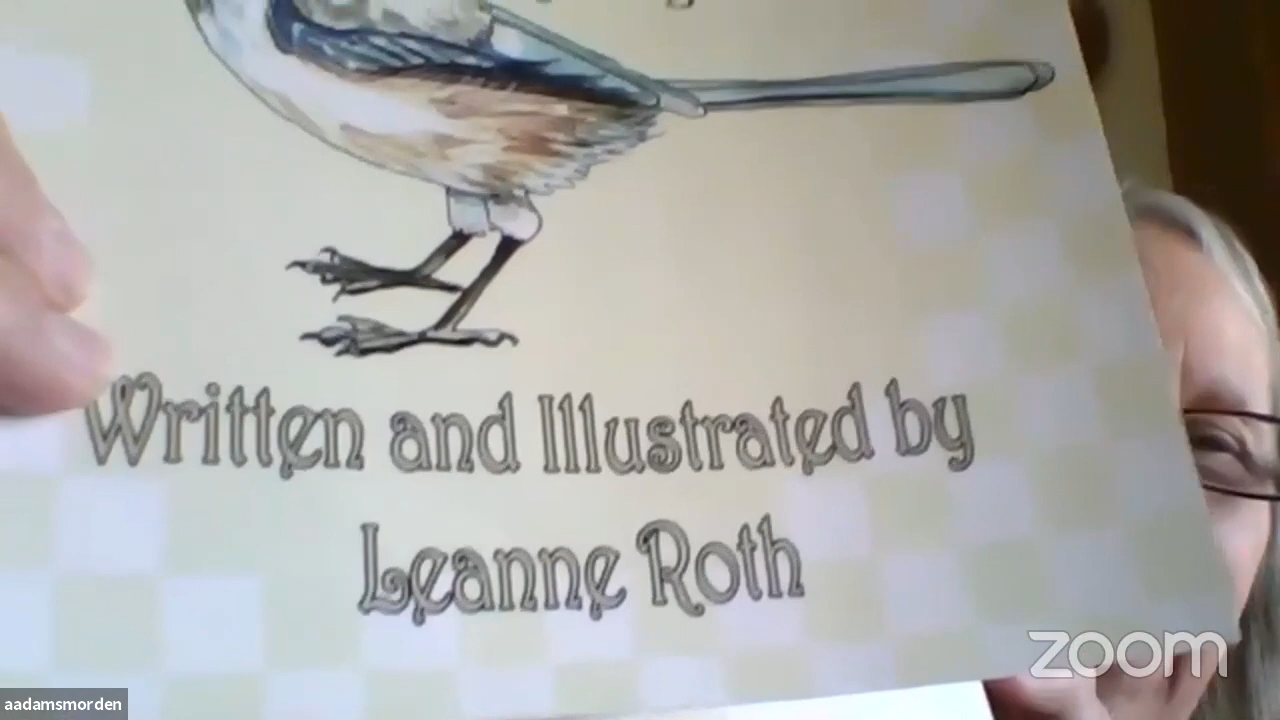 Written and Illustrated by
Leanne Roth
zoom
aadamsmorden